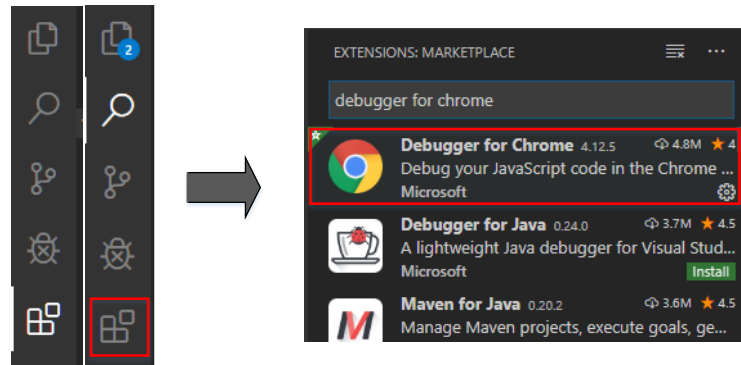 2
EXTENSIONS: MARKETPLACE
debugger for chrome
Debugger for Chrome 4.12.5 4.8M ★ 4
Debug your JavaScript code in the Chrome ...
Microsoft
Debugger for Java 0.24.0 3.7M ★ 4.5
A lightweight Java debugger for Visual Stud...
Microsoft Install
Maven for Java 0.20.2 3.6M ★ 4.5
Manage Maven projects, execute goals, ge...